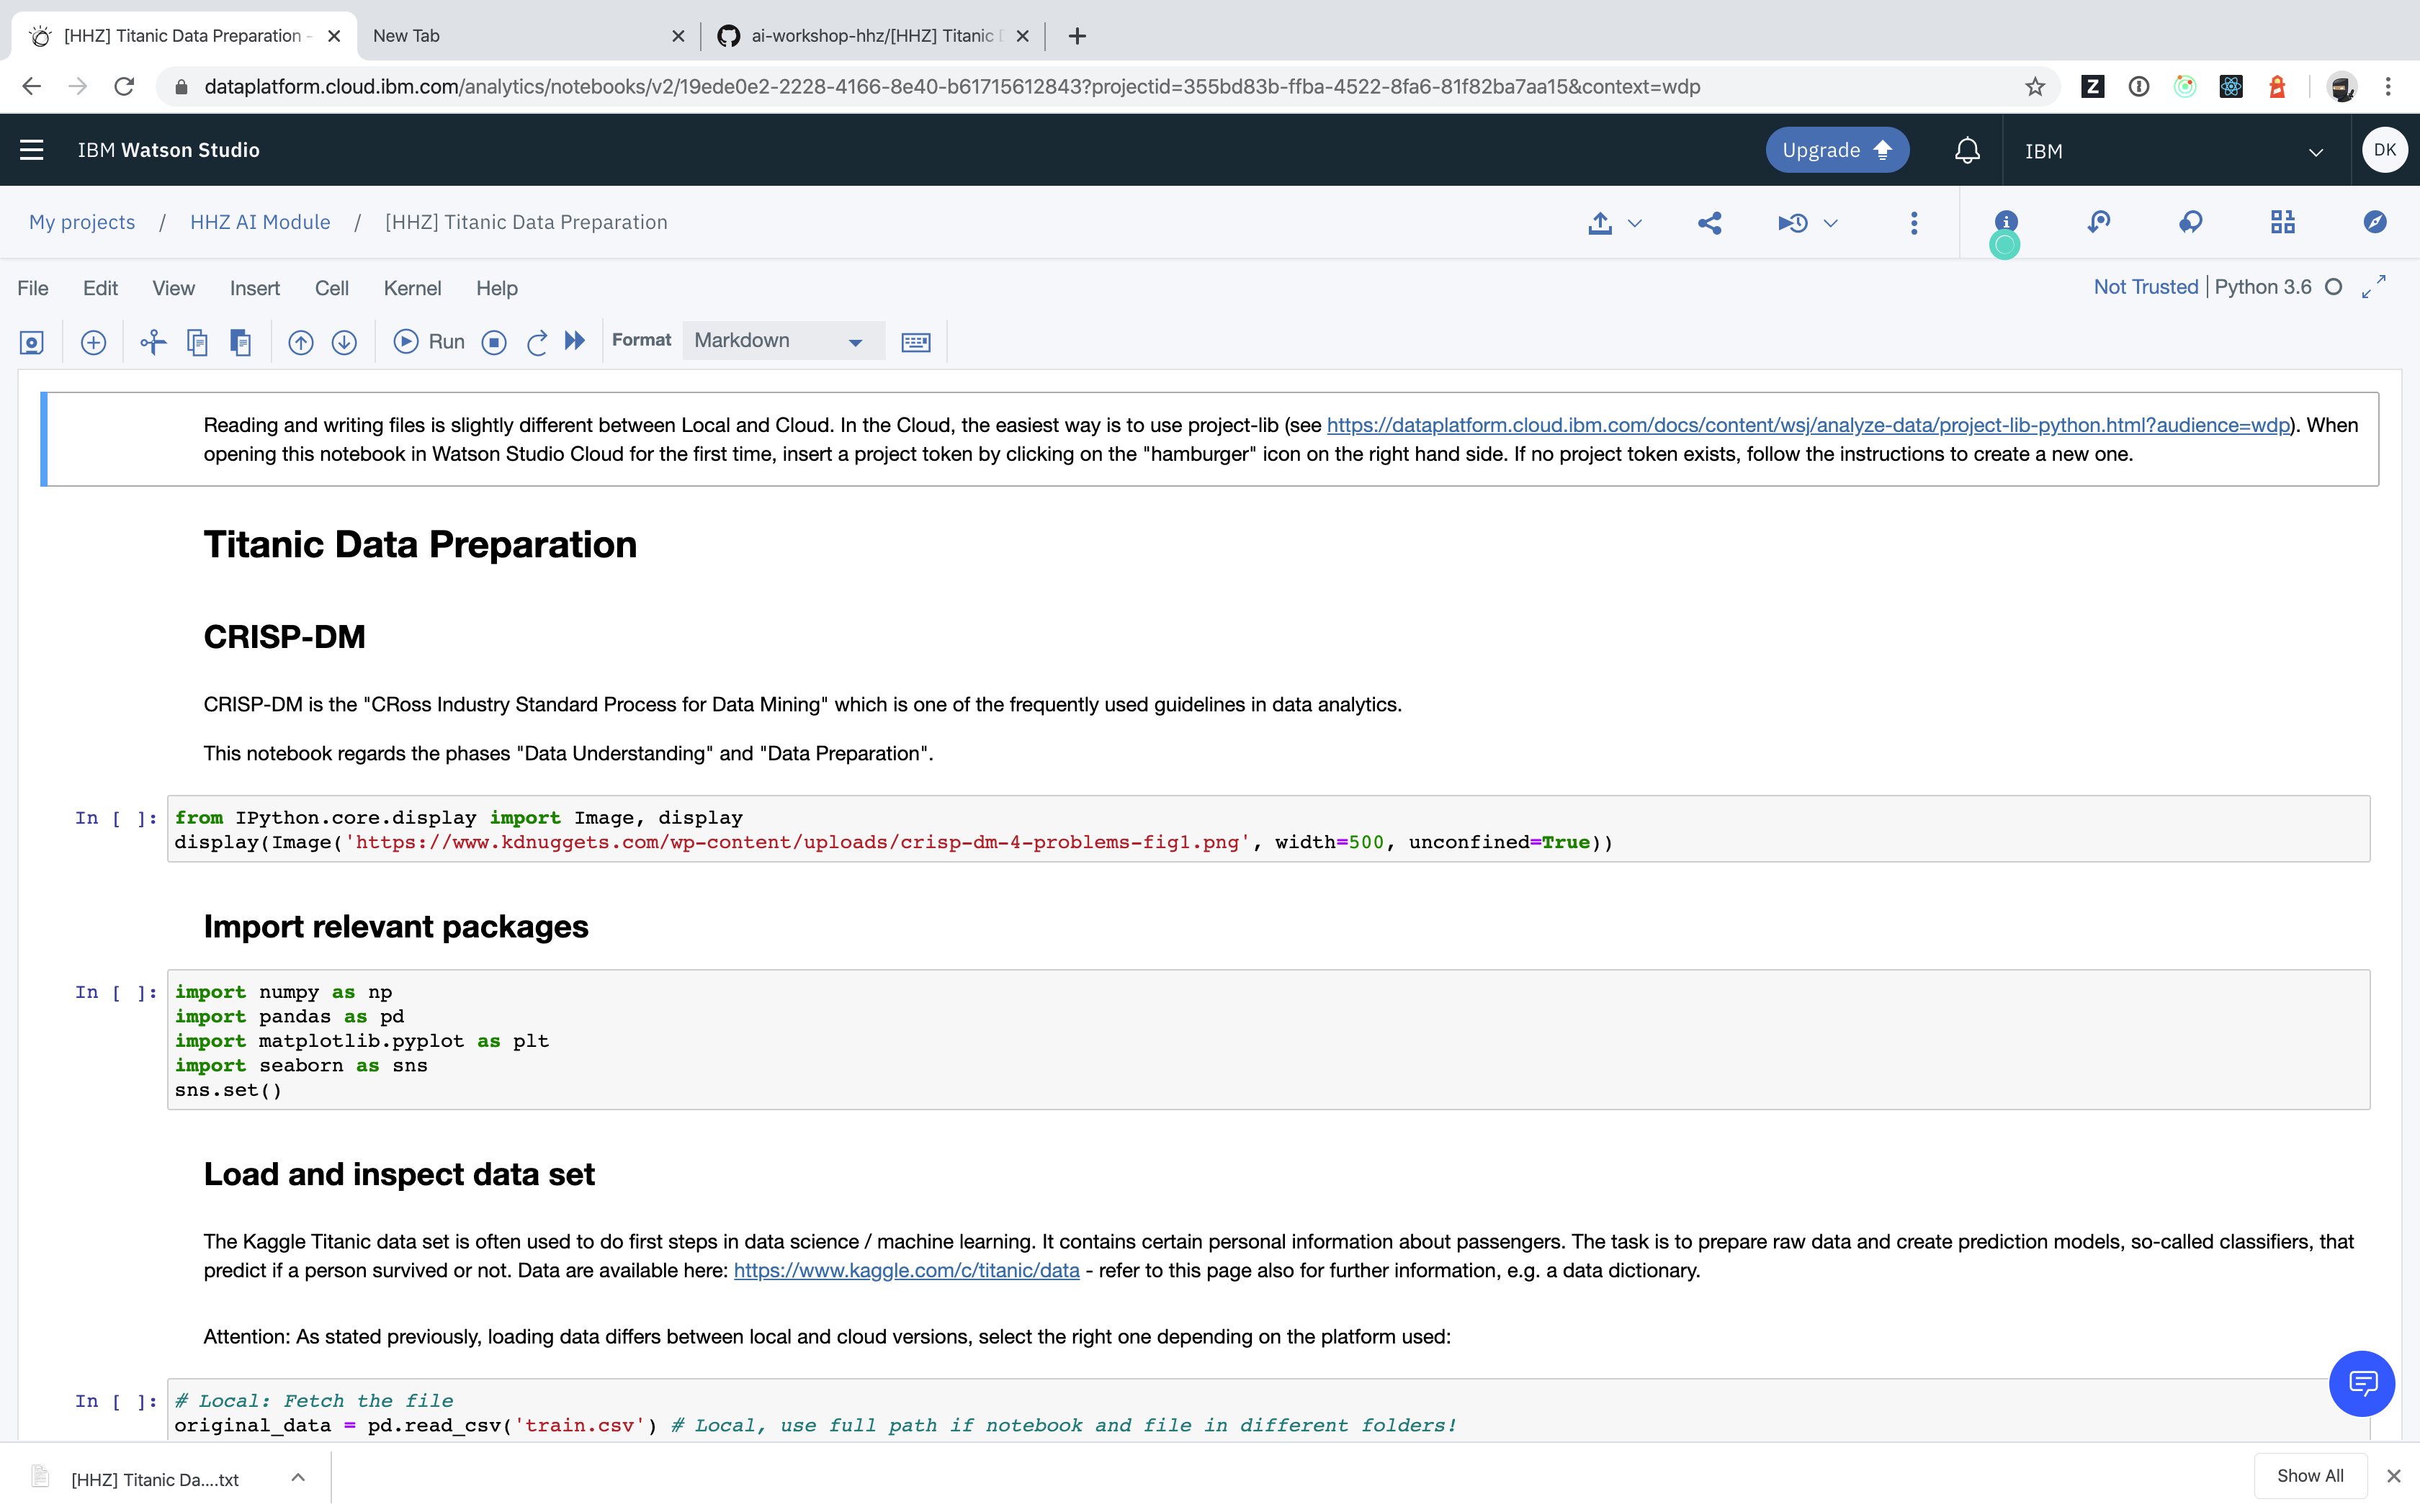 [HHZ] Titanic Data Preparation -
New Tab
ai-workshop-hhz/[HHZ] Titanic
dataplatform.cloud.ibm.com/analytics/notebooks/v2/19ede0e2-2228-4166-8e40-b61715612843?projectid=355bd83b-ffba-4522-8fa6-81f82ba7aa15&context=wdp
IBM Watson Studio
Upgrade
IBM
DK
My projects / HHZ AI Module / [HHZ] Titanic Data Preparation
File Edit View Insert Cell Kernel Help
Not Trusted | Python 3.6
Run
Format
Markdown
Reading and writing files is slightly different between Local and Cloud. In the Cloud, the easiest way is to use project-lib (see https://dataplatform.cloud.ibm.com/docs/content/wsj/analyze-data/project-lib-python.html?audience=wdp). When
opening this notebook in Watson Studio Cloud for the first time, insert a project token by clicking on the "hamburger" icon on the right hand side. If no project token exists, follow the instructions to create a new one.
Titanic Data Preparation
CRISP-DM
CRISP-DM is the "CRoss Industry Standard Process for Data Mining" which is one of the frequently used guidelines in data analytics.
This notebook regards the phases "Data Understanding" and "Data Preparation".
In [ ]: from IPython.core.display import Image, display
display(Image('https://www.kdnuggets.com/wp-content/uploads/crisp-dm-4-problems-fig1.png', width=500, unconfined=True))
Import relevant packages
In [ ]: import numpy as np
import pandas as pd
import matplotlib.pyplot as plt
import seaborn as sns
sns.set()
Load and inspect data set
The Kaggle Titanic data set is often used to do first steps in data science / machine learning. It contains certain personal information about passengers. The task is to prepare raw data and create prediction models, so-called classifiers, that
predict if a person survived or not. Data are available here: https://www.kaggle.com/c/titanic/data - refer to this page also for further information, e.g. a data dictionary.
Attention: As stated previously, loading data differs between local and cloud versions, select the right one depending on the platform used:
In [ ]: # Local: Fetch the file
original_data = pd.read_csv('train.csv') # Local, use full path if notebook and file in different folders!
[HHZ] Titanic Da....txt
Show All